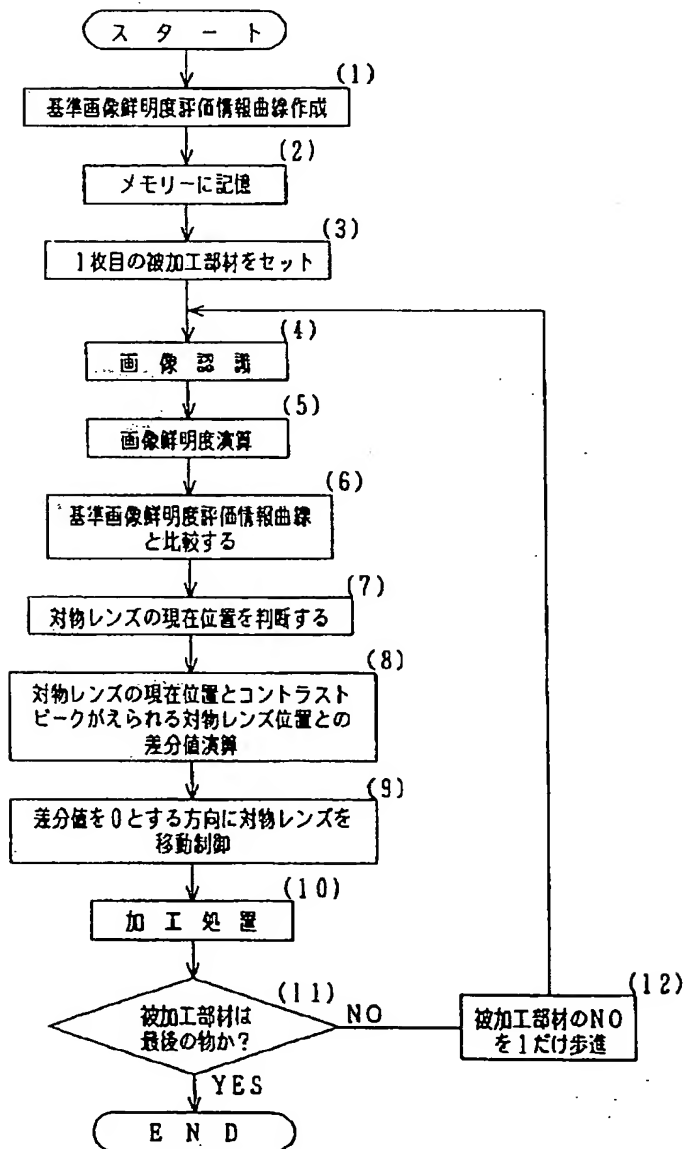 スタート
(1)
基準画像鮮明度評価情報曲線作成
(2)
メモリーに記憶
(3)
1枚目の被加工部材をセット
(4)
画像認識
(5)
画像鮮明度演算
(6)
基準画像鮮明度評価情報曲線
と比較する
(7)
対物レンズの現在位置を判断する
(8)
対物レンズの現在位置とコントラスト
ピークがえられる対物レンズ位置との
差分値演算
(9)
差分値を0とする方向に対物レンズを
移動制御
(10)
加工処置
(11)
被加工部材は
最後の物か?
NO
(12)
被加工部材のNO
を1だけ歩進
YES
END